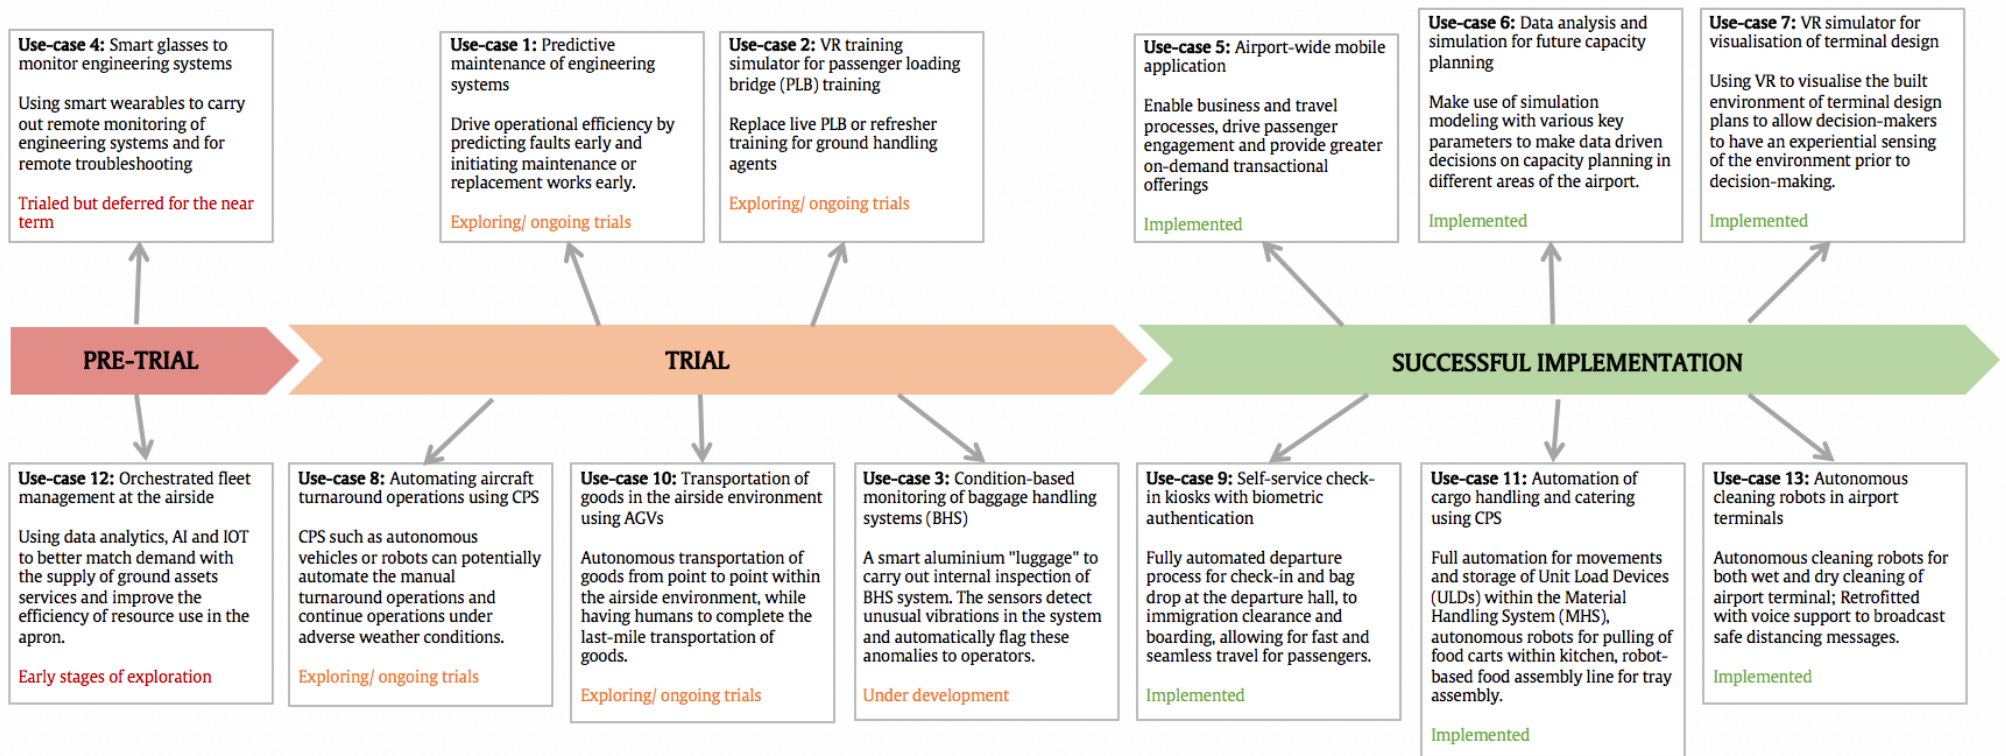 Use-case 4: Smart glasses to
monitor engineering systems
Using smart wearables to carry
out remote monitoring of
engineering systems and for
remote troubleshooting
Trialed but deferred for the near
term
Use-case 1: Predictive
maintenance of engineering
systems
Drive operational efficiency by
predicting faults early and
initiating maintenance or
replacement works early.
Exploring/ ongoing trials
Use-case 2: VR training
simulator for passenger loading
bridge (PLB) training
Replace live PLB or refresher
training for ground handling
agents
Exploring/ ongoing trials
Use-case 5: Airport-wide mobile
application
Enable business and travel
processes, drive passenger
engagement and provide greater
on-demand transactional
offerings
Implemented
Use-case 6: Data analysis and
simulation for future capacity
planning
Make use of simulation
modeling with various key
parameters to make data driven
decisions on capacity planning in
different areas of the airport.
Implemented
Use-case 7: VR simulator for
visualisation of terminal design
Using VR to visualise the built
environment of terminal design
plans to allow decision-makers
to have an experiential sensing
of the environment prior to
decision-making.
Implemented
PRE-TRIAL
TRIAL
SUCCESSFUL IMPLEMENTATION
Use-case 12: Orchestrated fleet
management at the airside
Using data analytics, AI and IOT
to better match demand with
the supply of ground assets
services and improve the
efficiency of resource use in the
apron.
Early stages of exploration
Use-case 8: Automating aircraft
turnaround operations using CPS
CPS such as autonomous
vehicles or robots can potentially
automate the manual
turnaround operations and
continue operations under
adverse weather conditions.
Exploring/ ongoing trials
Use-case 10: Transportation of
goods in the airside environment
using AGVs
Autonomous transportation of
goods from point to point within
the airside environment, while
having humans to complete the
last-mile transportation of
goods.
Exploring/ ongoing trials
Use-case 3: Condition-based
monitoring of baggage handling
systems (BHS)
A smart aluminium "luggage" to
carry out internal inspection of
BHS system. The sensors detect
unusual vibrations in the system
and automatically flag these
anomalies to operators.
Under development
Use-case 9: Self-service check-
in kiosks with biometric
authentication
Fully automated departure
process for check-in and bag
drop at the departure hall, to
immigration clearance and
boarding, allowing for fast and
seamless travel for passengers.
Implemented
Use-case 11: Automation of
cargo handling and catering
using CPS
Full automation for movements
and storage of Unit Load Devices
(ULDs) within the Material
Handling System (MHS),
autonomous robots for pulling of
food carts within kitchen, robot-
based food assembly line for tray
assembly.
Implemented
Use-case 13: Autonomous
cleaning robots in airport
terminals
Autonomous cleaning robots for
both wet and dry cleaning of
airport terminal; Retrofitted
with voice support to broadcast
safe distancing messages.
Implemented